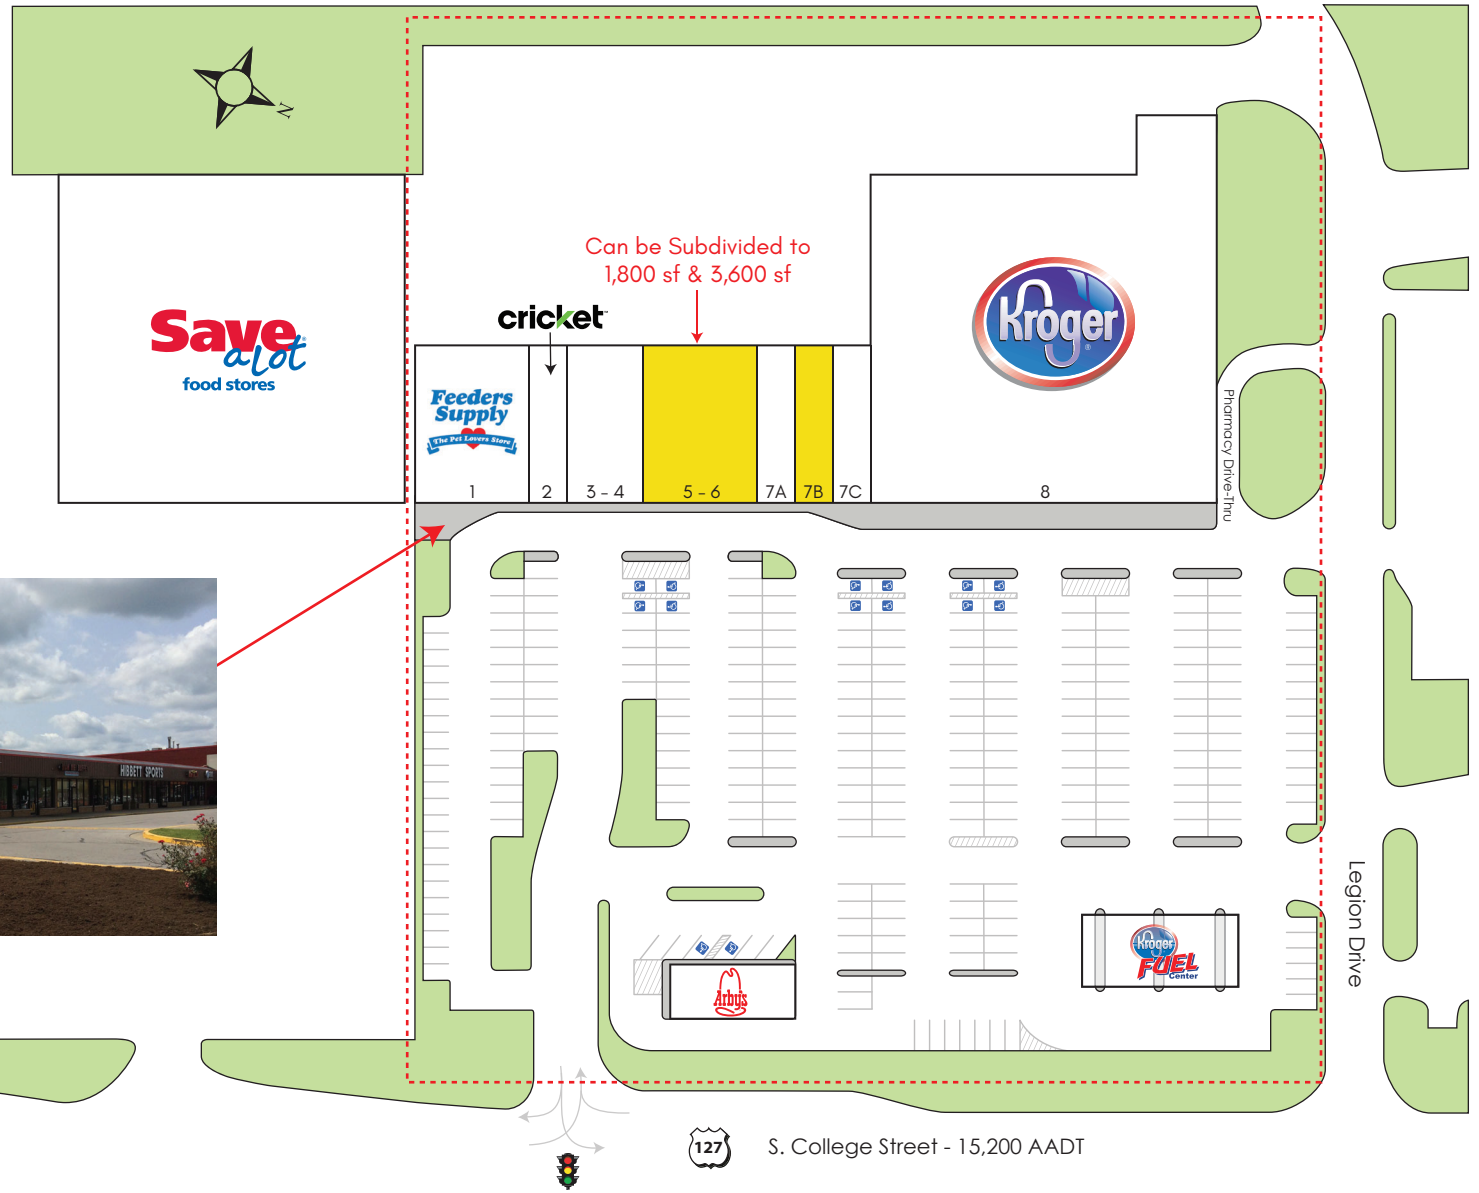 N
Can be Subdivided to
1,800 sf & 3,600 sf
cricket
Save
a Lot
food stores
Feeders
Supply
The Pet Lovers Store
Kroger
Pharmacy Drive-Thru
1
2
3 - 4
5 - 6
7A
7B
7C
8
HIBBETT SPORTS
Legion Drive
Kroger
FUEL
Center
Arby's
127
S. College Street - 15,200 AADT